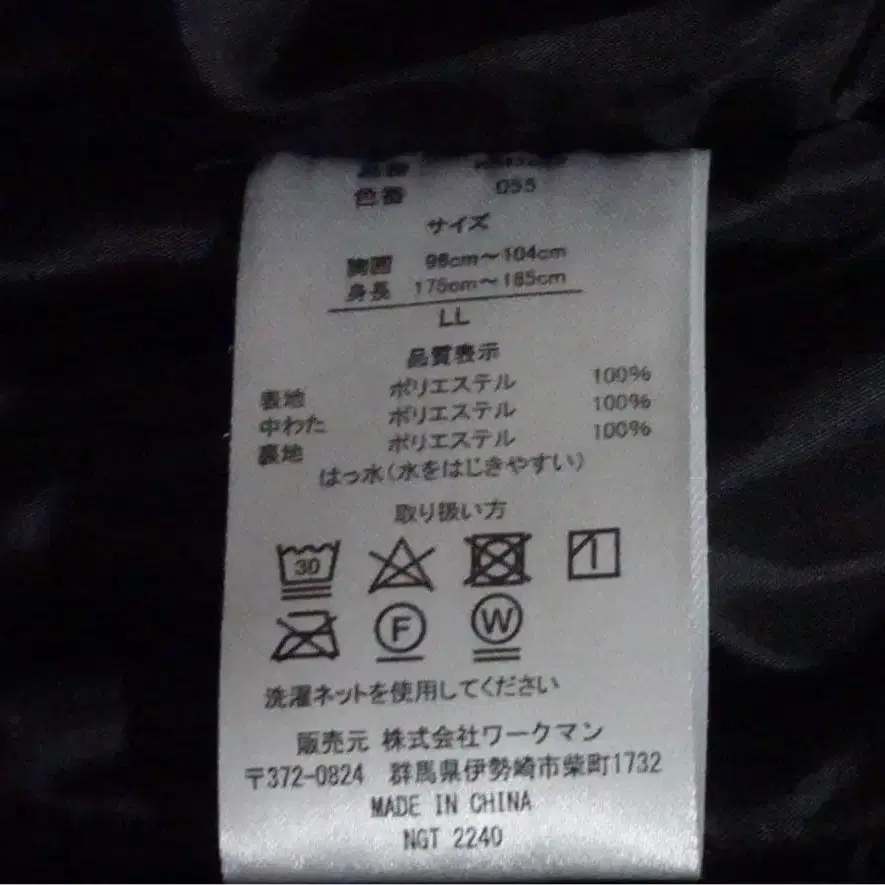 色番 055
サイズ
胸囲 96cm～104cm
身長 175cm～185cm
LL
品質表示
表地 ポリエステル 100%
中わた ポリエステル 100%
裏地 ポリエステル 100%
はっ水(水をはじきやすい)
取り扱い方
30
F W
洗濯ネットを使用してください
販売元 株式会社ワークマン
〒372-0824 群馬県伊勢崎市柴町1732
MADE IN CHINA
NGT 2240